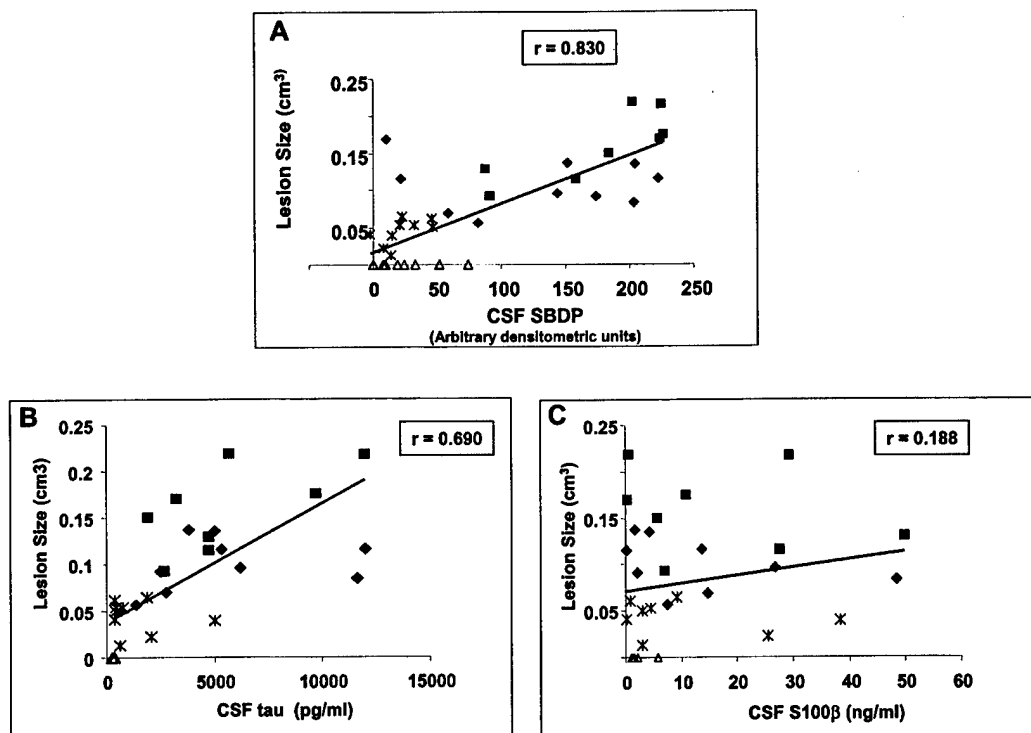 A
r = 0.830
Lesion Size (cm³)
0.25
0.15
0.05
0 50 100 150 200 250
CSF SBDP
(Arbitrary densitometric units)
B
r = 0.690
Lesion Size (cm3)
0.25
0.2
0.15
0.1
0.05
0
0 5000 10000 15000
CSF tau (pg/ml)
C
r = 0.188
Lesion Size (cm³)
0.25
0.15
0.05
0 10 20 30 40 50 60
CSF S100β (ng/ml)